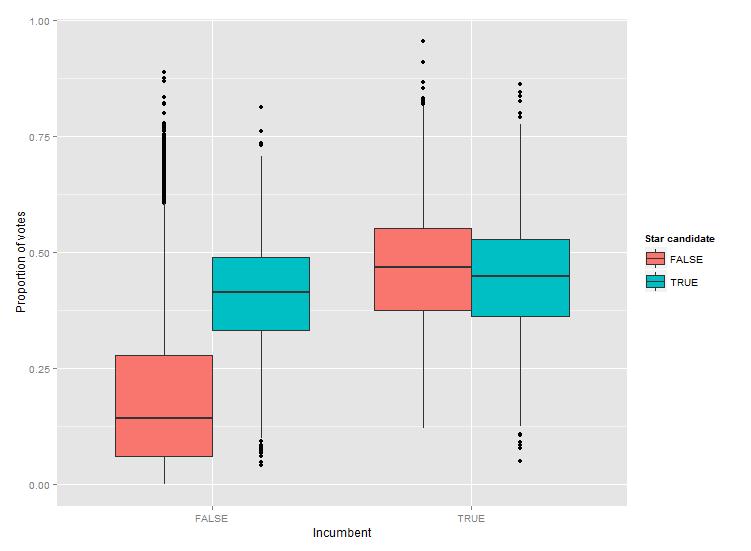 1.00
0.75
0.50
0.25
0.00
Proportion of votes
FALSE
TRUE
Incumbent
Star candidate
FALSE
TRUE